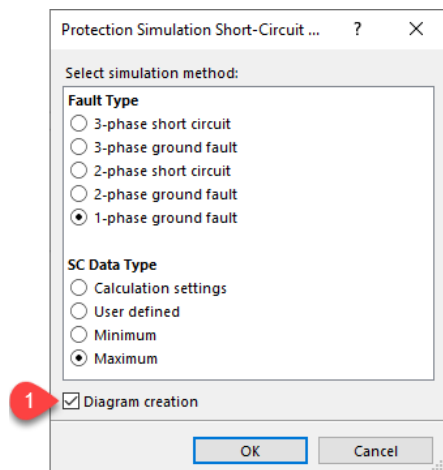 Protection Simulation Short-Circuit ... ?
Select simulation method:
Fault Type
3-phase short circuit
3-phase ground fault
2-phase short circuit
2-phase ground fault
1-phase ground fault
SC Data Type
Calculation settings
User defined
Minimum
Maximum
1 Diagram creation
OK Cancel